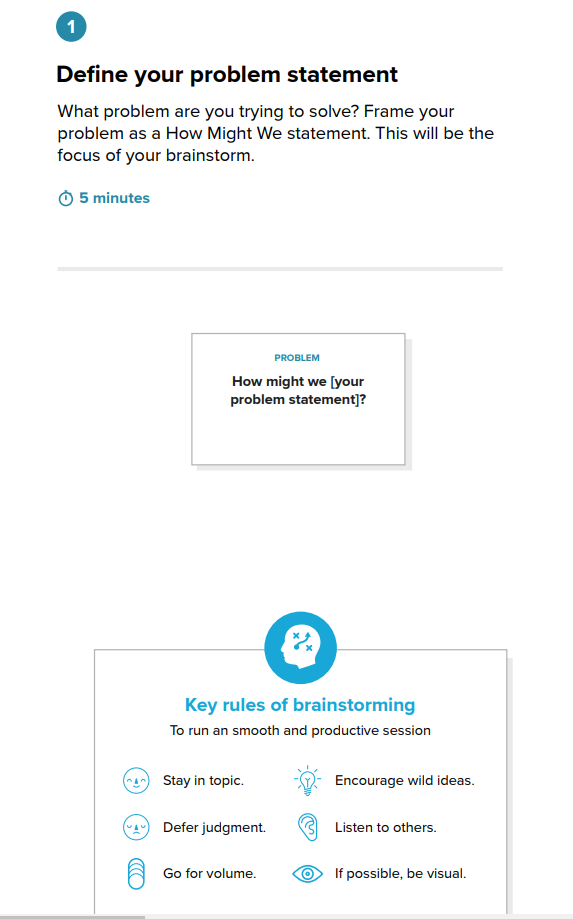 1
Define your problem statement
What problem are you trying to solve? Frame your
problem as a How Might We statement. This will be the
focus of your brainstorm.
5 minutes
PROBLEM
How might we [your
problem statement]?
Key rules of brainstorming
To run an smooth and productive session
Stay in topic.
Encourage wild ideas.
Defer judgment.
Listen to others.
Go for volume.
If possible, be visual.